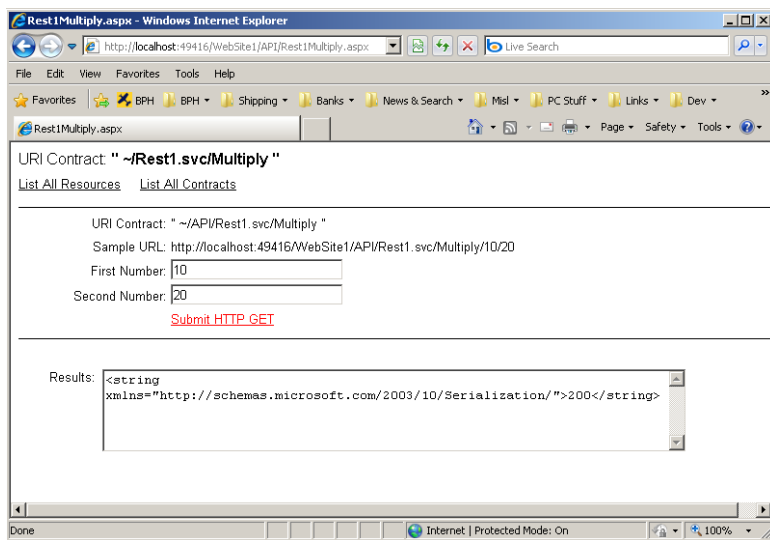 Rest1Multiply.aspx - Windows Internet Explorer
http://localhost:49416/WebSite1/API/Rest1Multiply.aspx
Live Search
File Edit View Favorites Tools Help
Favorites BPH BPH Shipping Banks News & Search Misl PC Stuff Links Dev »
Rest1Multiply.aspx Page Safety Tools
URI Contract: " ~/Rest1.svc/Multiply "
List All Resources List All Contracts
URI Contract: " ~/API/Rest1.svc/Multiply "
Sample URL: http://localhost:49416/WebSite1/API/Rest1.svc/Multiply/10/20
First Number: 10
Second Number: 20
Submit HTTP GET
Results: <string
xmlns="http://schemas.microsoft.com/2003/10/Serialization/">200</string>
Done Internet | Protected Mode: On 100%